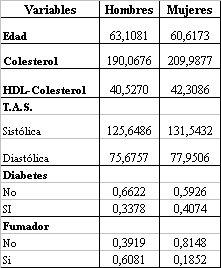 Variables Hombres Mujeres
Edad 63,1081 60,6173
Colesterol 190,0676 209,9877
HDL-Colesterol 40,5270 42,3086
T.A.S.
Sistólica 125,6486 131,5432
Diastólica 75,6757 77,9506
Diabetes
No 0,6622 0,5926
SI 0,3378 0,4074
Fumador
No 0,3919 0,8148
Si 0,6081 0,1852